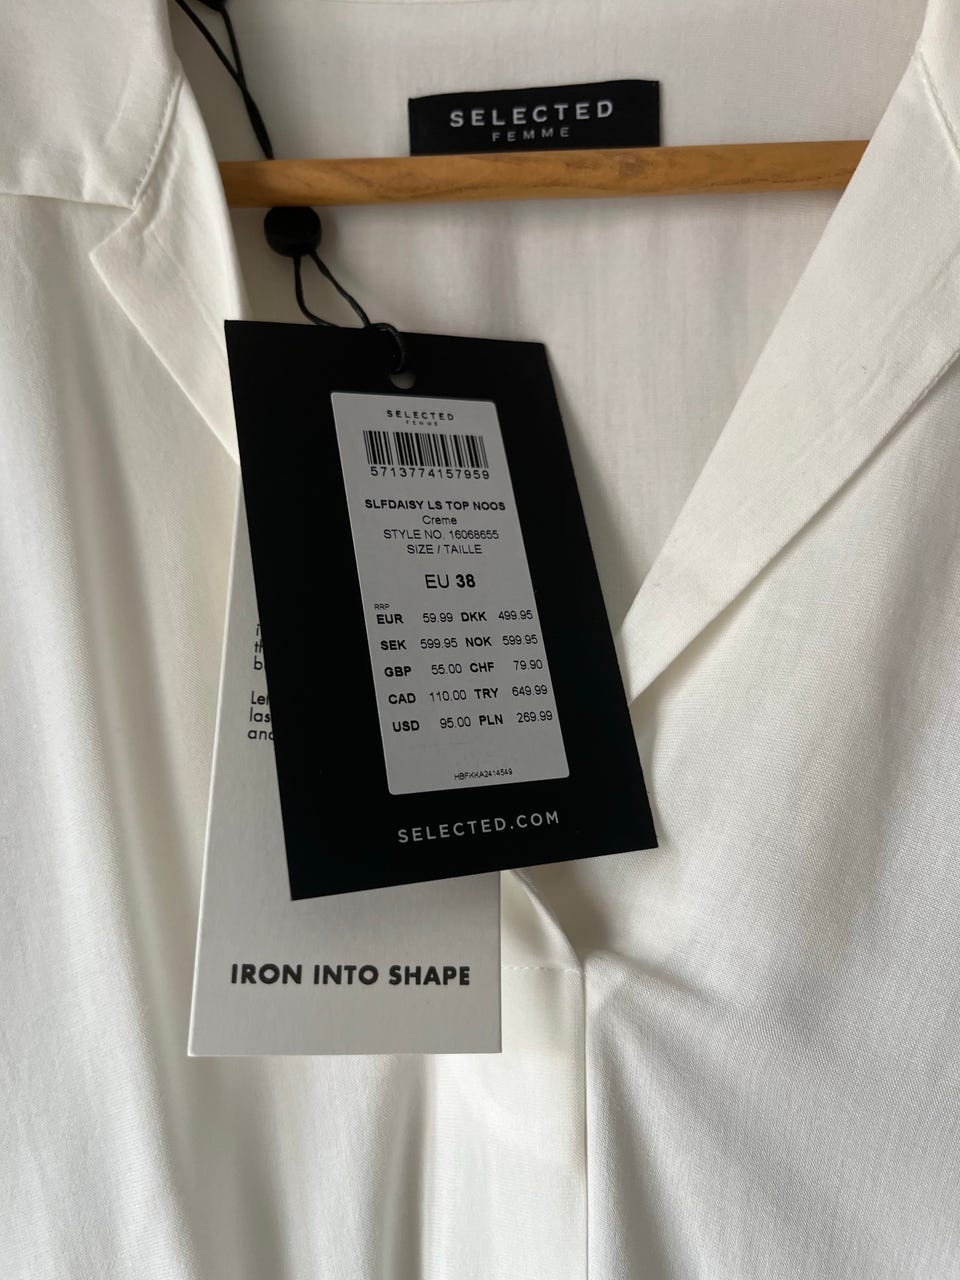 SELECTED
FEMME
SELECTED
FEMME
5713774157959
SLFDAISY LS TOP NOOS
Creme
STYLE NO. 16068655
SIZE / TAILLE
EU 38
RRP
EUR 59.99 DKK 499.95
SEK 599.95 NOK 599.95
GBP 55.00 CHF 79.90
CAD 110.00 TRY 649.99
USD 95.00 PLN 269.99
HBFKKA2414549
SELECTED.COM
IRON INTO SHAPE